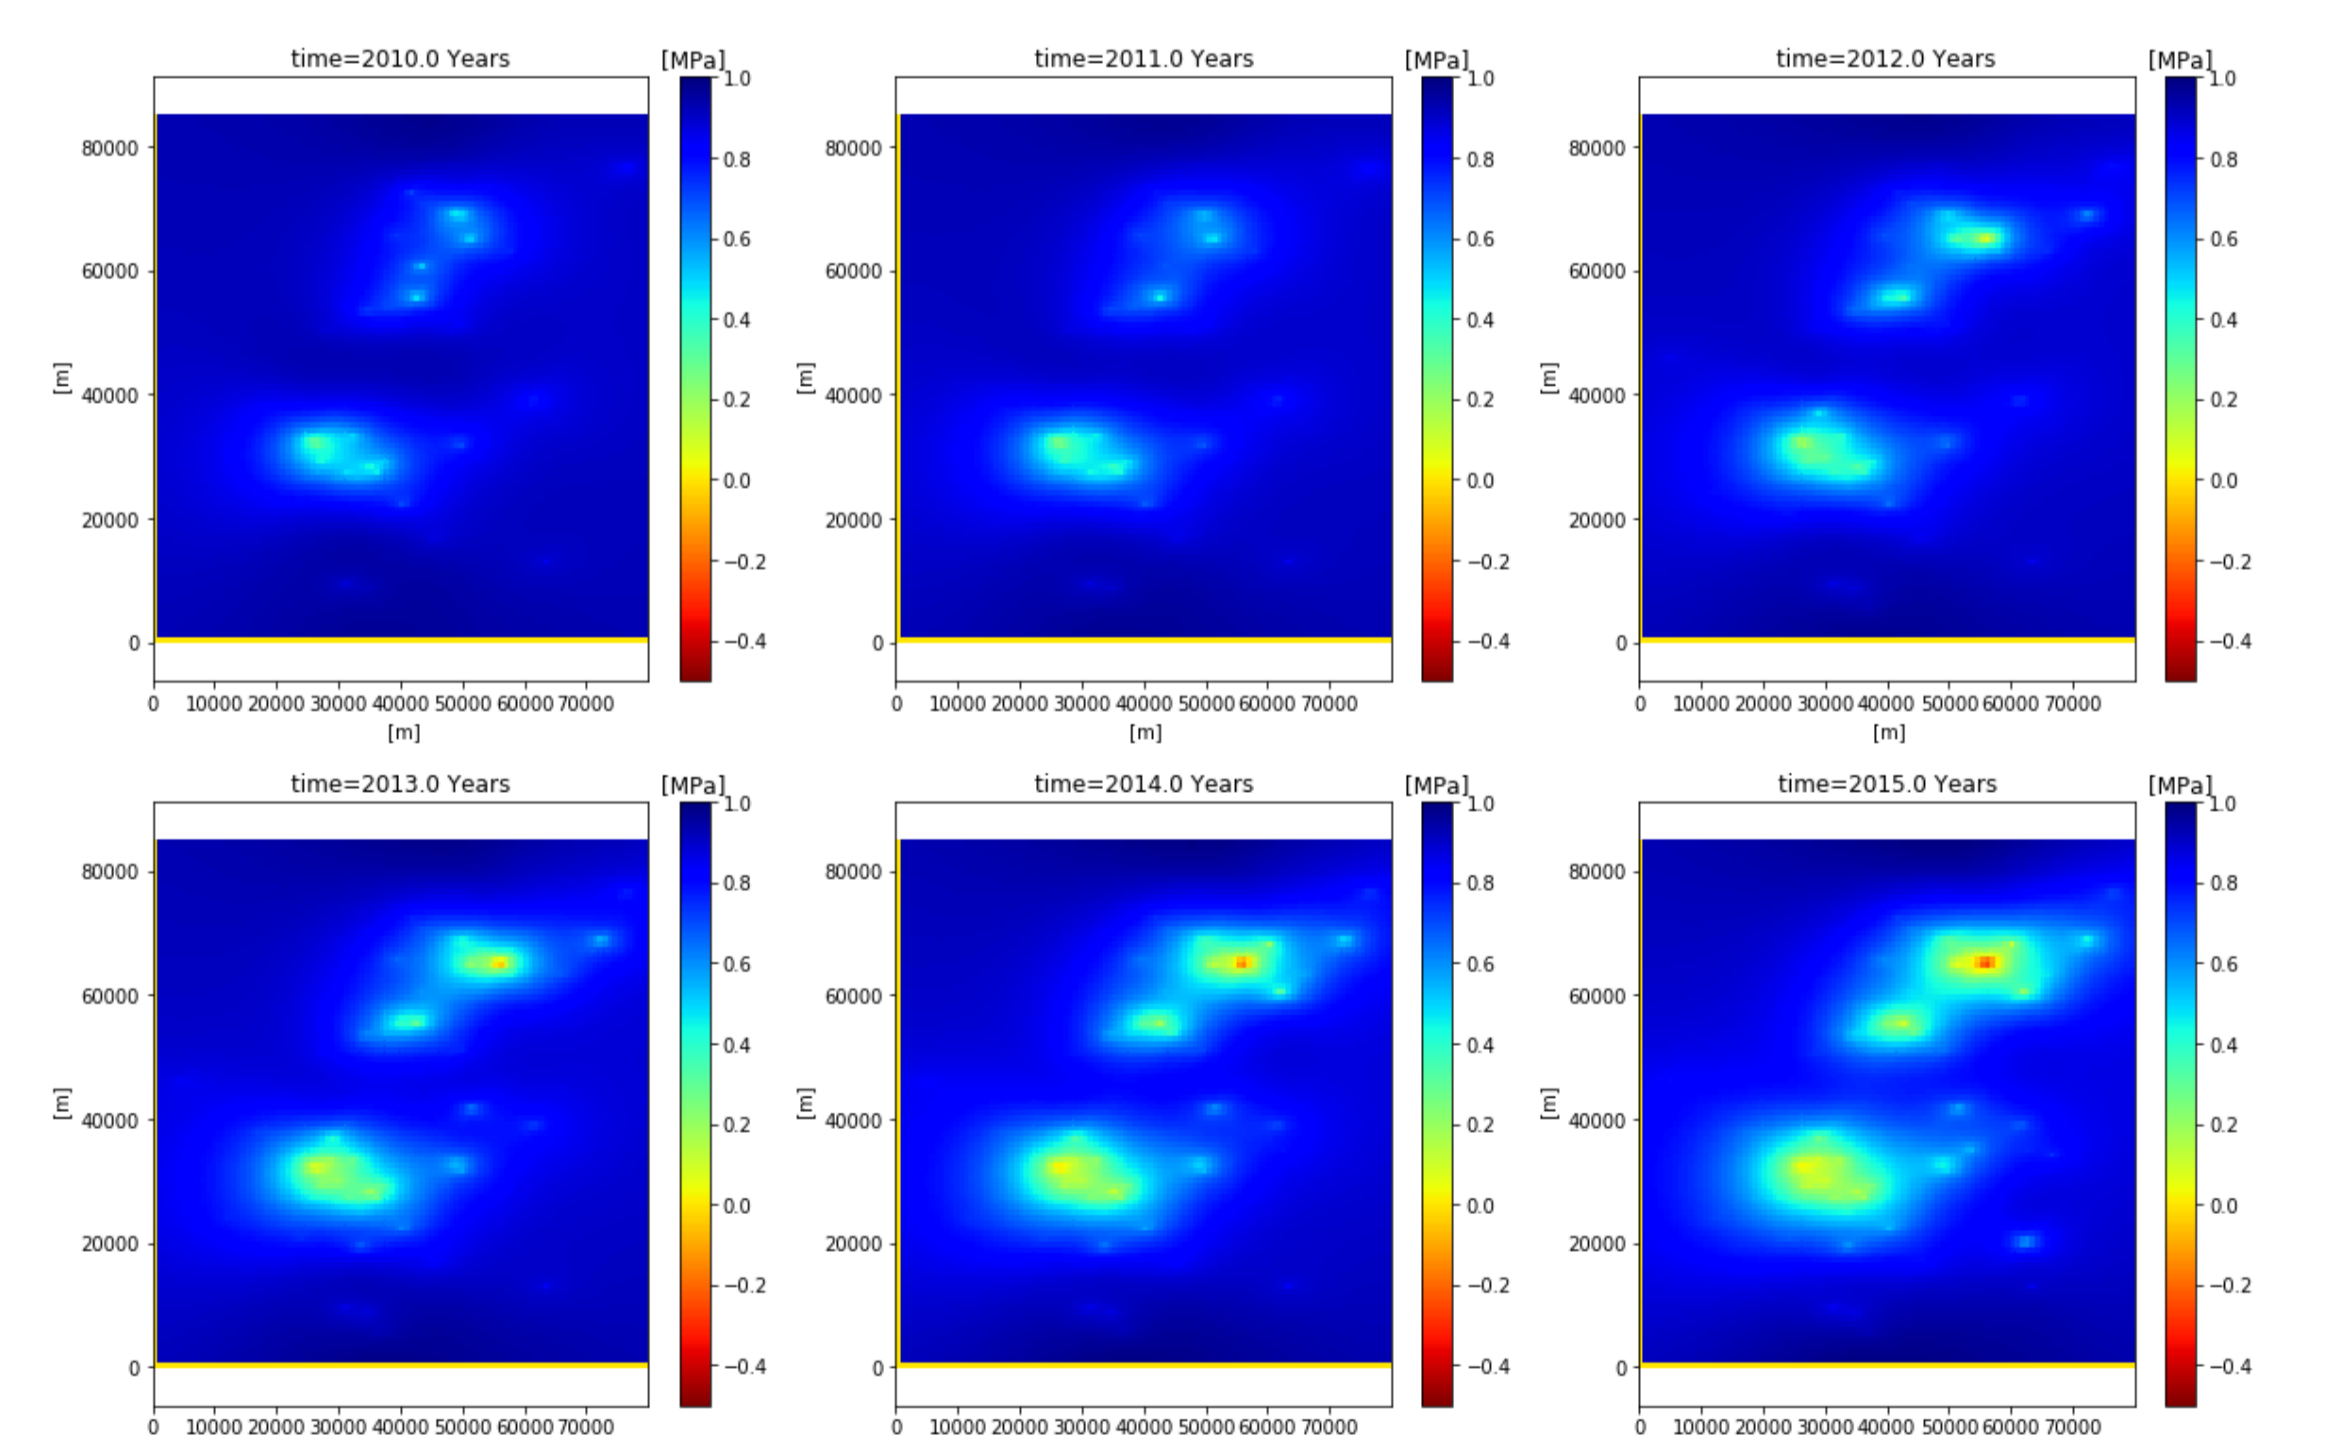 time=2010.0 Years [MPa] time=2011.0 Years [MPa] time=2012.0 Years [MPa]
1.0 1.0 1.0
80000 0.8 80000 0.8 80000 0.8
0.6 0.6 0.6
60000 60000 60000
0.4 0.4 0.4
[m] [m] [m]
40000 0.2 40000 0.2 40000 0.2
0.0 0.0 0.0
20000 20000 20000
−0.2 −0.2 −0.2
0 −0.4 0 −0.4 0 −0.4
0 10000 20000 30000 40000 50000 60000 70000 0 10000 20000 30000 40000 50000 60000 70000 0 10000 20000 30000 40000 50000 60000 70000
[m] [m] [m]
time=2013.0 Years [MPa] time=2014.0 Years [MPa] time=2015.0 Years [MPa]
1.0 1.0 1.0
80000 0.8 80000 0.8 80000 0.8
0.6 0.6 0.6
60000 60000 60000
0.4 0.4 0.4
[m] [m] [m]
40000 0.2 40000 0.2 40000 0.2
0.0 0.0 0.0
20000 20000 20000
−0.2 −0.2 −0.2
0 −0.4 0 −0.4 0 −0.4
0 10000 20000 30000 40000 50000 60000 70000 0 10000 20000 30000 40000 50000 60000 70000 0 10000 20000 30000 40000 50000 60000 70000